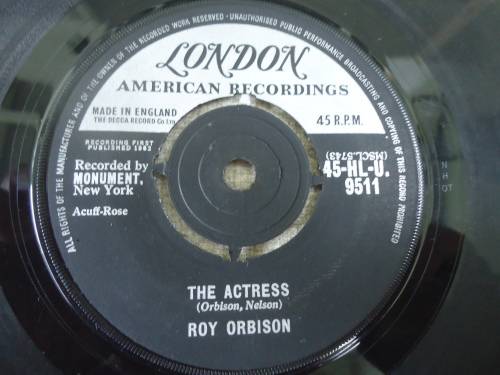 ALL RIGHTS OF THE MANUFACTURER AND OF THE OWNER OF THE RECORDED WORK RESERVED · UNAUTHORISED PUBLIC PERFORMANCE BROADCASTING AND COPYING OF THIS RECORD PROHIBITED
LONDON
AMERICAN RECORDINGS
MADE IN ENGLAND
THE DECCA RECORD Co Ltd.
45 R.P.M.
RECORDING FIRST
PUBLISHED 1962
(MSCL.5743)
Recorded by
MONUMENT,
New York
45-HL-U.
9511
Acuff-Rose
THE ACTRESS
(Orbison, Nelson)
ROY ORBISON